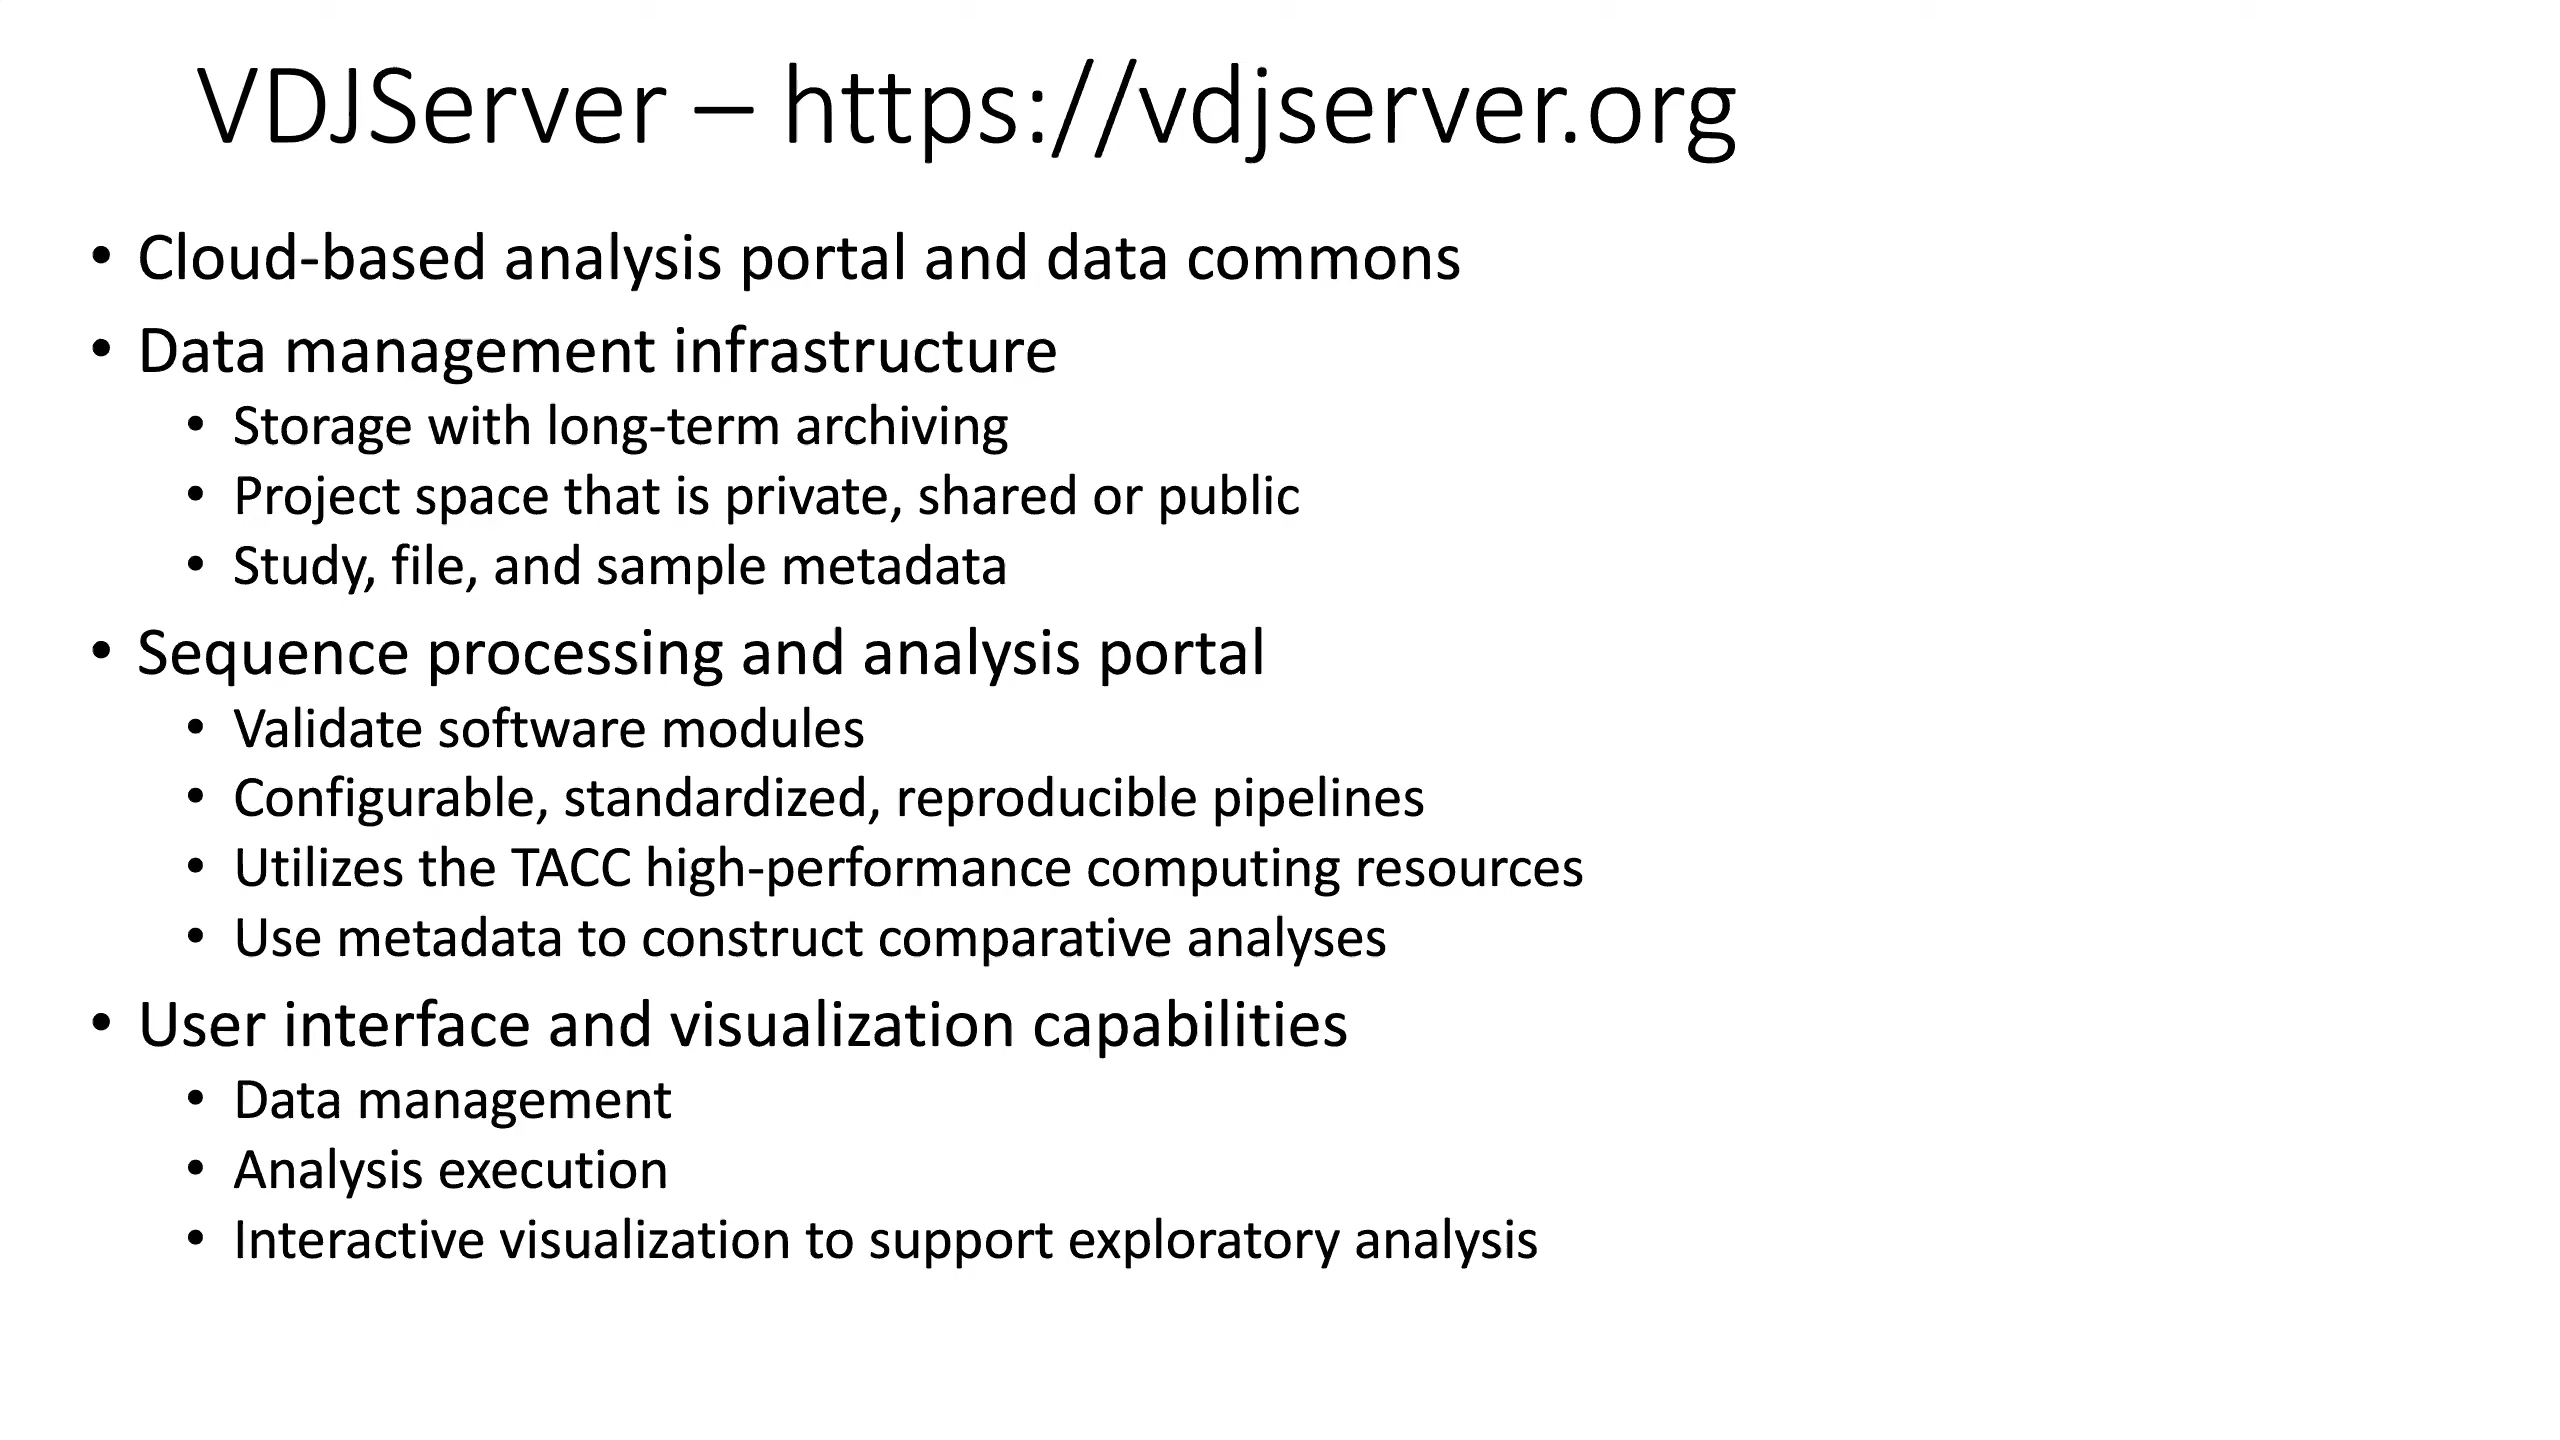 VDJServer – https://vdjserver.org
• Cloud-based analysis portal and data commons
• Data management infrastructure
• Storage with long-term archiving
• Project space that is private, shared or public
• Study, file, and sample metadata
• Sequence processing and analysis portal
• Validate software modules
• Configurable, standardized, reproducible pipelines
• Utilizes the TACC high-performance computing resources
• Use metadata to construct comparative analyses
• User interface and visualization capabilities
• Data management
• Analysis execution
• Interactive visualization to support exploratory analysis